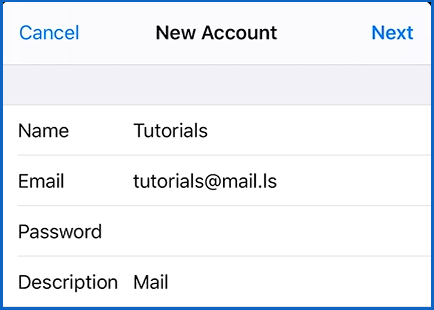 Cancel New Account Next
Name Tutorials
Email tutorials@mail.ls
Password
Description Mail